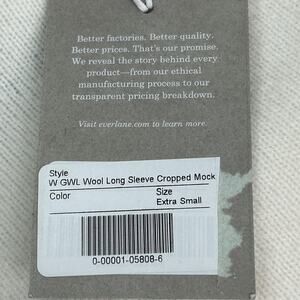 Better factories. Better quality.
Better prices. That's our promise.
We reveal the story behind every
product—from our ethical
manufacturing process to our
transparent pricing breakdown.
Visit everlane.com to learn more.
Style
W GWL Wool Long Sleeve Cropped Mock
Color Size
Extra Small
0-00001-05808-6